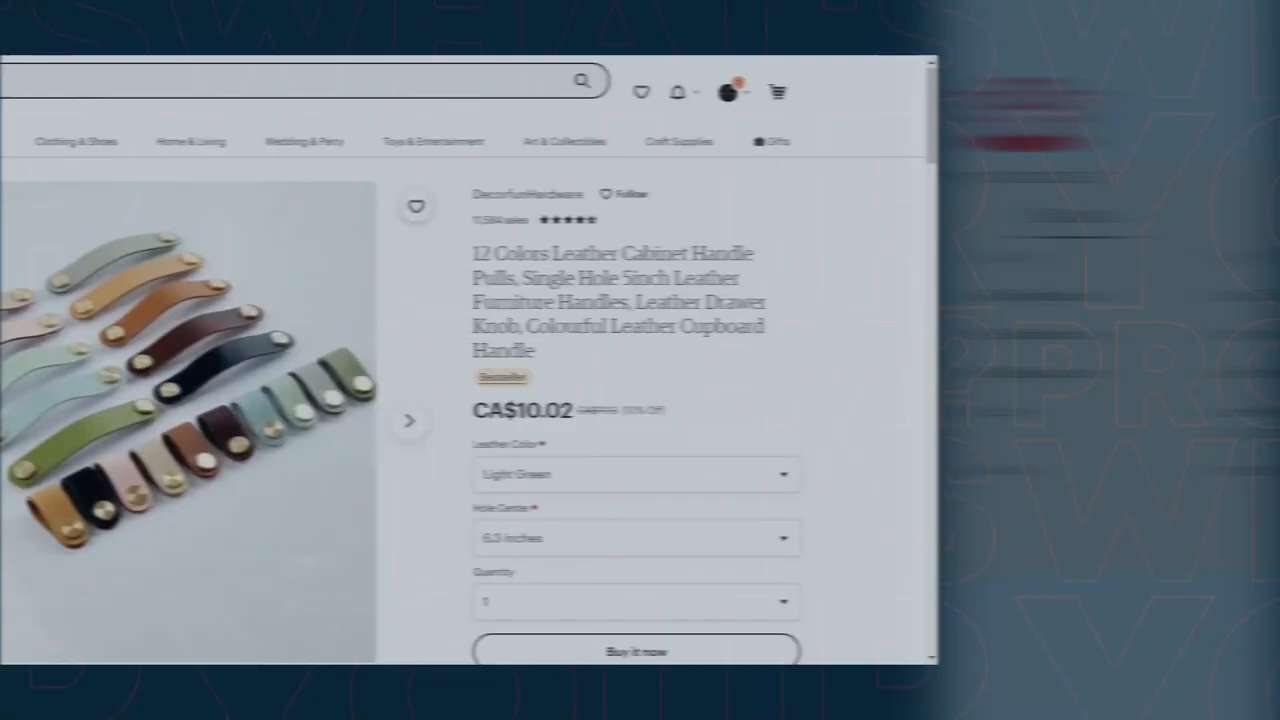 Clothing & Shoes
Home & Living
Wedding & Party
Toys & Entertainment
Art & Collectibles
Craft Supplies
Gifts
DecorfunHardware
Follow
sales
12 Colors Leather Cabinet Handle
Pulls, Single Hole 5inch Leather
Furniture Handles, Leather Drawer
Knob, Colourful Leather Cupboard
Handle
Bestseller
CA$10.02
Leather Color*
Light Green
Hole Center*
6.3 inches
Quantity
1
Buy it now